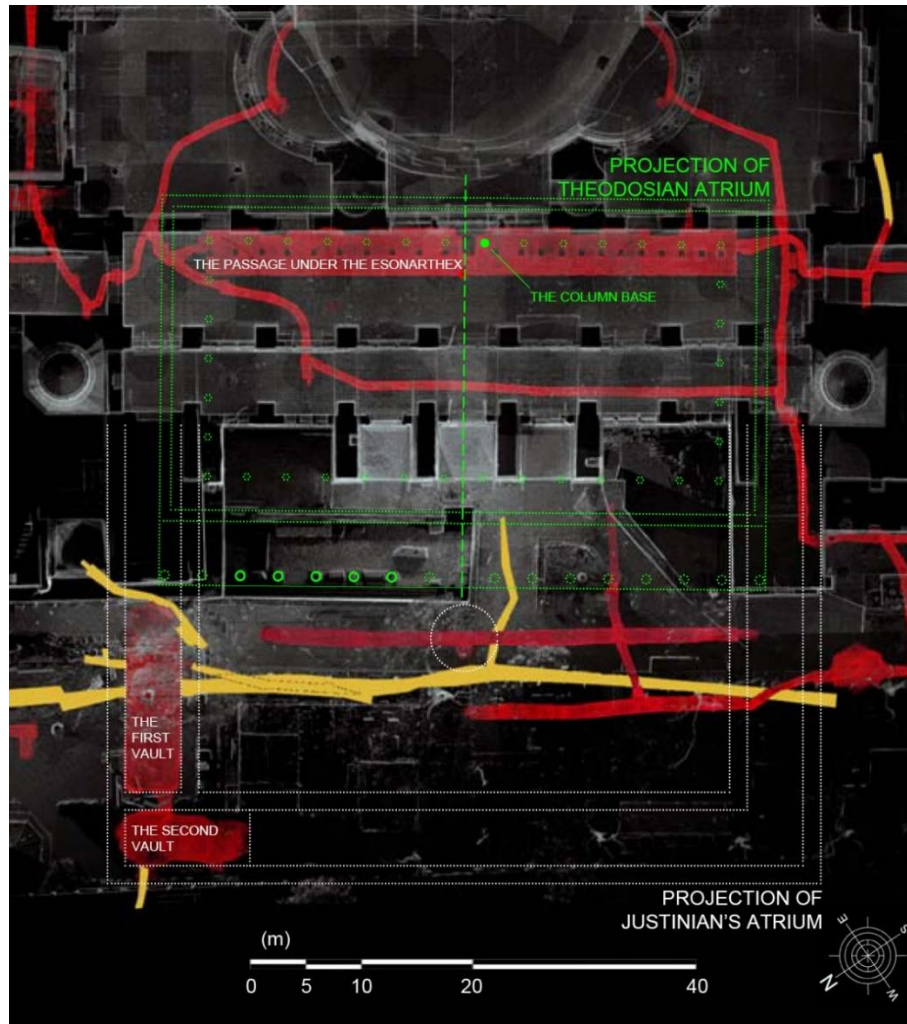 PROJECTION OF
THEODOSIAN ATRIUM
THE PASSAGE UNDER THE ESONARTHEX
THE COLUMN BASE
THE
FIRST
VAULT
THE SECOND
VAULT
PROJECTION OF
JUSTINIAN'S ATRIUM
(m)
0 5 10 20 40
E
S
N
W